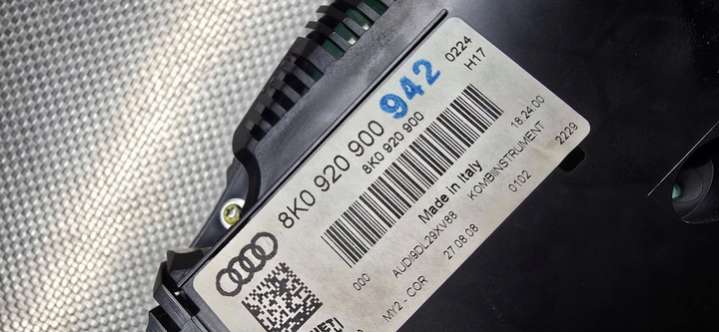 942
8K0 920 900
0224
H17
8K0 920 900
Made in Italy
18:24:00
000
AUDI9DL29XV88
KOMBIINSTRUMENT
2229
MY2 - COR
27.08.08
0102